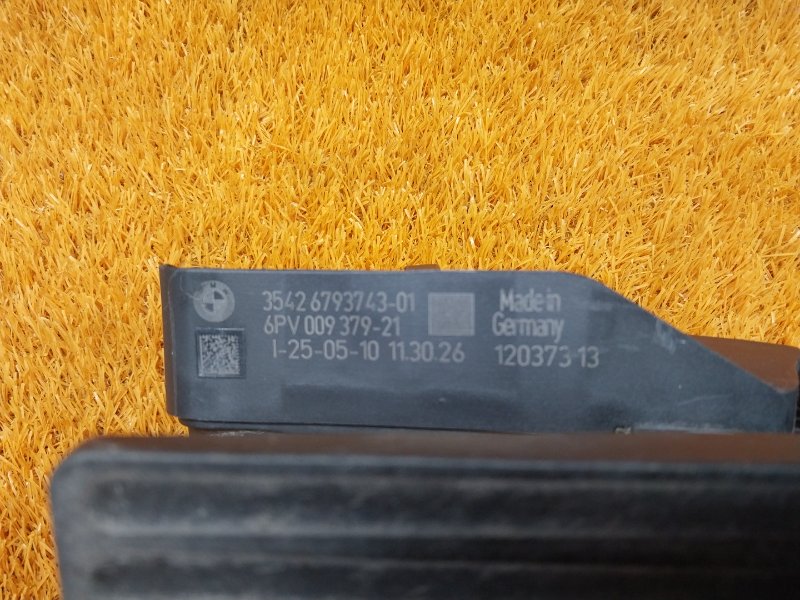 3542 6793743-01
6PV 009 379-21
I-25-05-10 11.30.26
Made in
Germany
120373 13